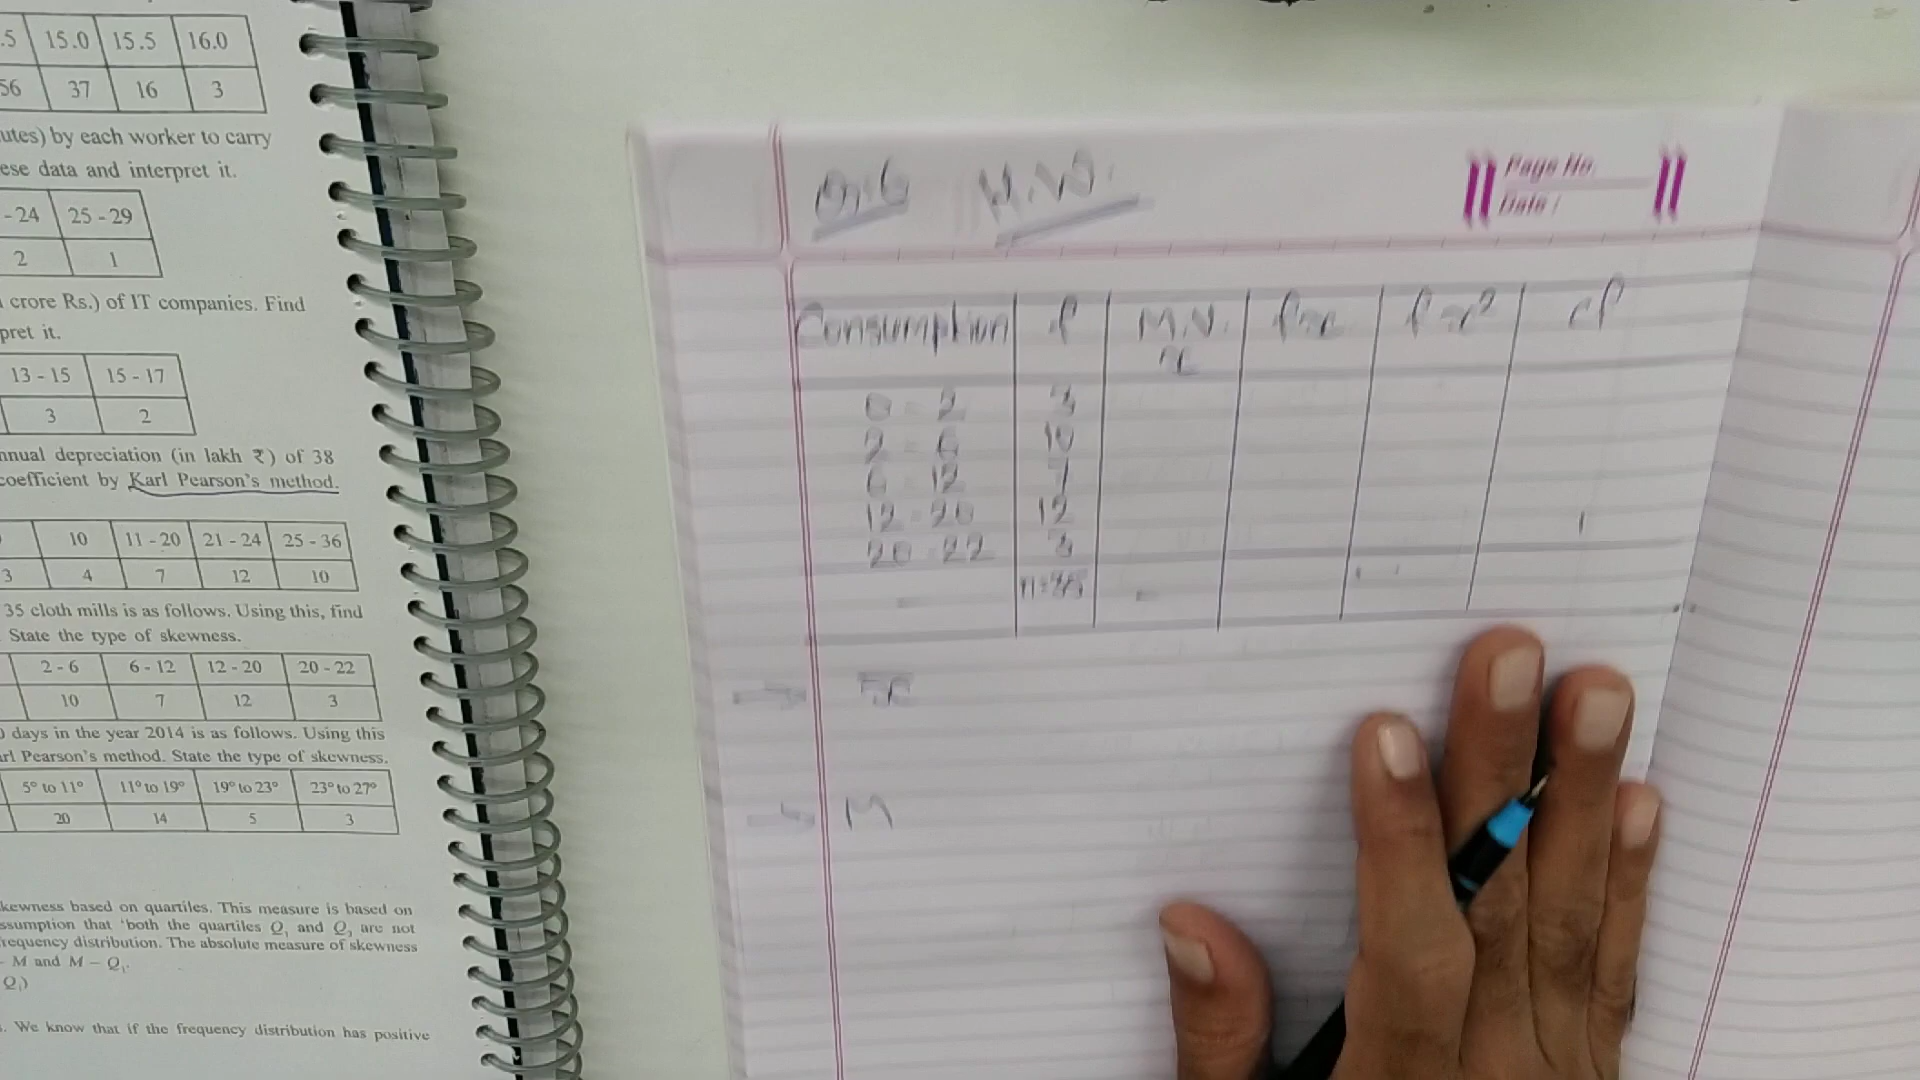 .5 15.0 15.5 16.0
56 37 16 3
utes) by each worker to carry
ese data and interpret it.
- 24 25 - 29
2 1
crore Rs.) of IT companies. Find
pret it.
13 - 15 15 - 17
3 2
nnual depreciation (in lakh ₹) of 38
coefficient by Karl Pearson's method.
10 11 - 20 21 - 24 25 - 36
3 4 7 12 10
35 cloth mills is as follows. Using this, find
State the type of skewness.
2 - 6 6 - 12 12 - 20 20 - 22
10 7 12 3
days in the year 2014 is as follows. Using this
arl Pearson's method. State the type of skewness.
5° to 11° 11° to 19° 19° to 23° 23° to 27°
20 14 5 3
kewness based on quartiles. This measure is based on
ssumption that 'both the quartiles Q₁ and Q₃ are not
requency distribution. The absolute measure of skewness
- M and M - Q₁.
Q₁)
. We know that if the frequency distribution has positive
H.W.
Page No.
Date :
Consumption f M.V. fx fx² cf
x
0 - 2 3
2 - 6 10
6 - 12 7
12 - 20 12
20 - 22 3
n=35
→ x̄
→ M